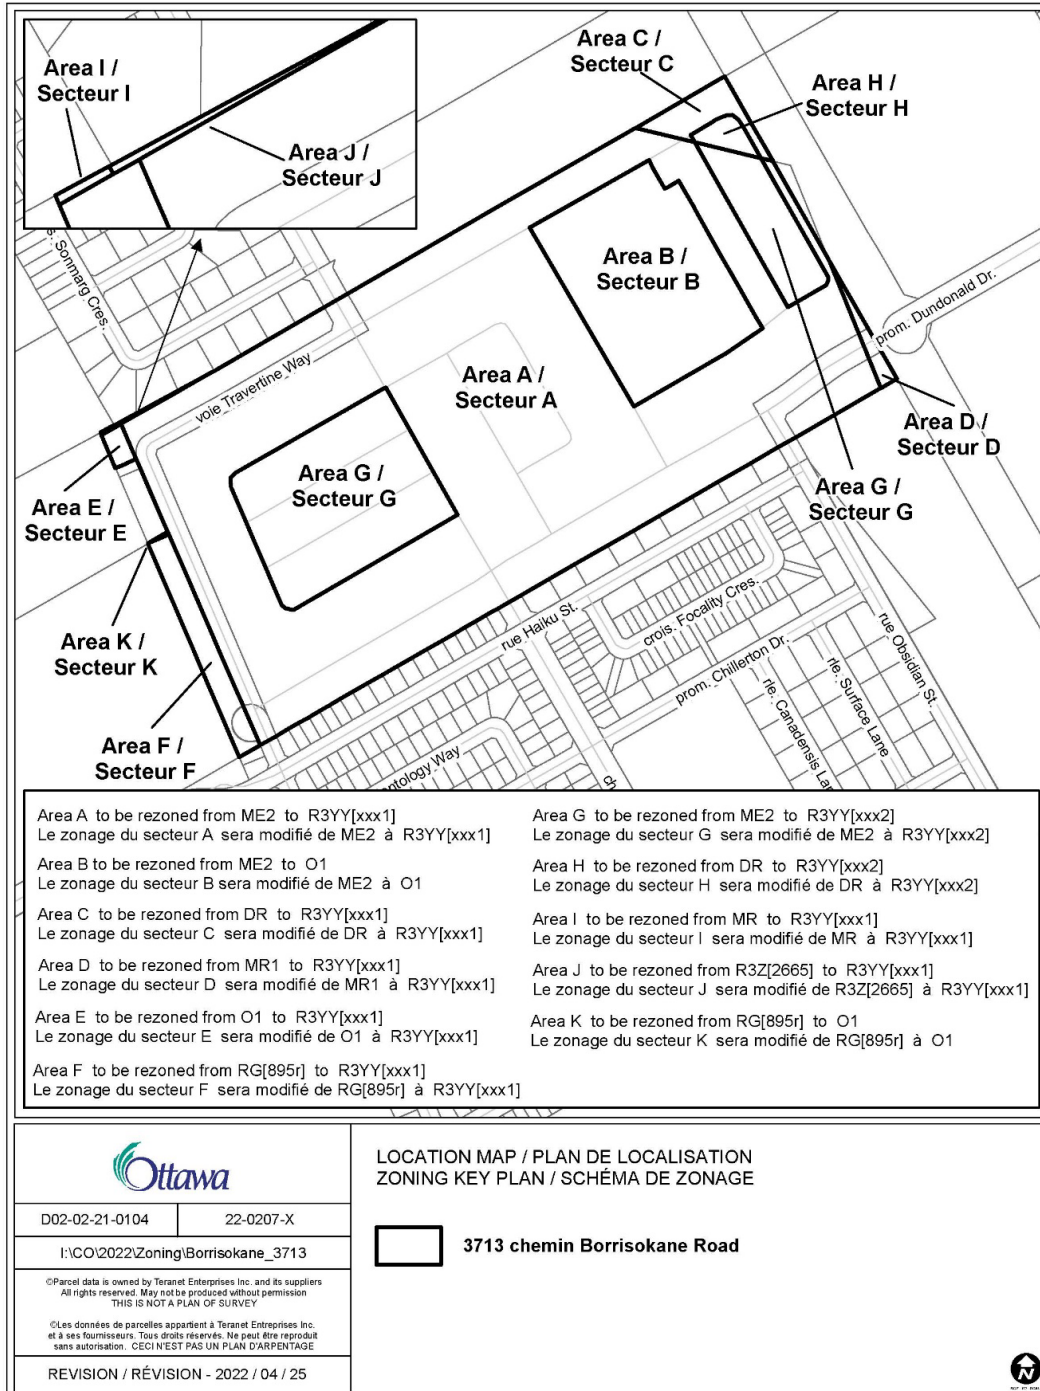 Area I /
Secteur I
Area J /
Secteur J
Area C /
Secteur C
Area H /
Secteur H
Area B /
Secteur B
s. Sonmarg Cres.
prom. Dundonald Dr.
voie Travertine Way
Area A /
Secteur A
Area D /
Secteur D
Area G /
Secteur G
Area G /
Secteur G
Area E /
Secteur E
rue Haiku St.
crois. Focality Cres.
prom. Chillerton Dr.
rue Obsidian St.
rle. Surface Lane
rle. Canadensis La
Area K /
Secteur K
Area F /
Secteur F
ntology Way
ch
Area A to be rezoned from ME2 to R3YY[xxx1]
Le zonage du secteur A sera modifié de ME2 à R3YY[xxx1]
Area B to be rezoned from ME2 to O1
Le zonage du secteur B sera modifié de ME2 à O1
Area C to be rezoned from DR to R3YY[xxx1]
Le zonage du secteur C sera modifié de DR à R3YY[xxx1]
Area D to be rezoned from MR1 to R3YY[xxx1]
Le zonage du secteur D sera modifié de MR1 à R3YY[xxx1]
Area E to be rezoned from O1 to R3YY[xxx1]
Le zonage du secteur E sera modifié de O1 à R3YY[xxx1]
Area F to be rezoned from RG[895r] to R3YY[xxx1]
Le zonage du secteur F sera modifié de RG[895r] à R3YY[xxx1]
Area G to be rezoned from ME2 to R3YY[xxx2]
Le zonage du secteur G sera modifié de ME2 à R3YY[xxx2]
Area H to be rezoned from DR to R3YY[xxx2]
Le zonage du secteur H sera modifié de DR à R3YY[xxx2]
Area I to be rezoned from MR to R3YY[xxx1]
Le zonage du secteur I sera modifié de MR à R3YY[xxx1]
Area J to be rezoned from R3Z[2665] to R3YY[xxx1]
Le zonage du secteur J sera modifié de R3Z[2665] à R3YY[xxx1]
Area K to be rezoned from RG[895r] to O1
Le zonage du secteur K sera modifié de RG[895r] à O1
Ottawa
D02-02-21-0104
22-0207-X
I:\CO\2022\Zoning\Borrisokane_3713
©Parcel data is owned by Teranet Enterprises Inc. and its suppliers
All rights reserved. May not be produced without permission
THIS IS NOT A PLAN OF SURVEY
©Les données de parcelles appartient à Teranet Entreprises Inc.
et à ses fournisseurs. Tous droits réservés. Ne peut être reproduit
sans autorisation. CECI N'EST PAS UN PLAN D'ARPENTAGE
REVISION / RÉVISION - 2022 / 04 / 25
LOCATION MAP / PLAN DE LOCALISATION
ZONING KEY PLAN / SCHÉMA DE ZONAGE
3713 chemin Borrisokane Road
N